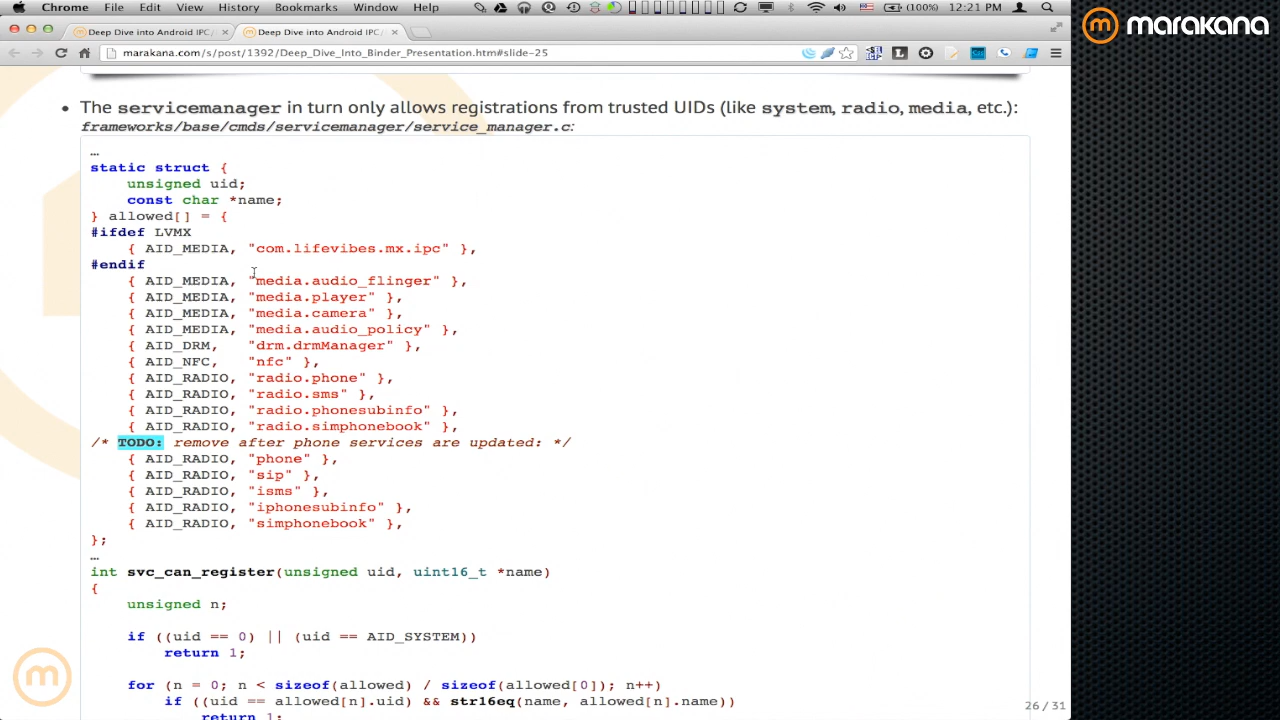 Chrome File Edit View History Bookmarks Window Help (100%) 12:21 PM
marakana
Deep Dive into Android IPC/ Deep Dive into Android IPC/
marakana.com/s/post/1392/Deep_Dive_Into_Binder_Presentation.htm#slide-25
• The servicemanager in turn only allows registrations from trusted UIDs (like system, radio, media, etc.):
frameworks/base/cmds/servicemanager/service_manager.c:
…
static struct {
unsigned uid;
const char *name;
} allowed[] = {
#ifdef LVMX
{ AID_MEDIA, "com.lifevibes.mx.ipc" },
#endif
{ AID_MEDIA, "media.audio_flinger" },
{ AID_MEDIA, "media.player" },
{ AID_MEDIA, "media.camera" },
{ AID_MEDIA, "media.audio_policy" },
{ AID_DRM, "drm.drmManager" },
{ AID_NFC, "nfc" },
{ AID_RADIO, "radio.phone" },
{ AID_RADIO, "radio.sms" },
{ AID_RADIO, "radio.phonesubinfo" },
{ AID_RADIO, "radio.simphonebook" },
/* TODO: remove after phone services are updated: */
{ AID_RADIO, "phone" },
{ AID_RADIO, "sip" },
{ AID_RADIO, "isms" },
{ AID_RADIO, "iphonesubinfo" },
{ AID_RADIO, "simphonebook" },
};
…
int svc_can_register(unsigned uid, uint16_t *name)
{
unsigned n;
if ((uid == 0) || (uid == AID_SYSTEM))
return 1;
for (n = 0; n < sizeof(allowed) / sizeof(allowed[0]); n++)
if ((uid == allowed[n].uid) && str16eq(name, allowed[n].name))
return 1;
26 / 31